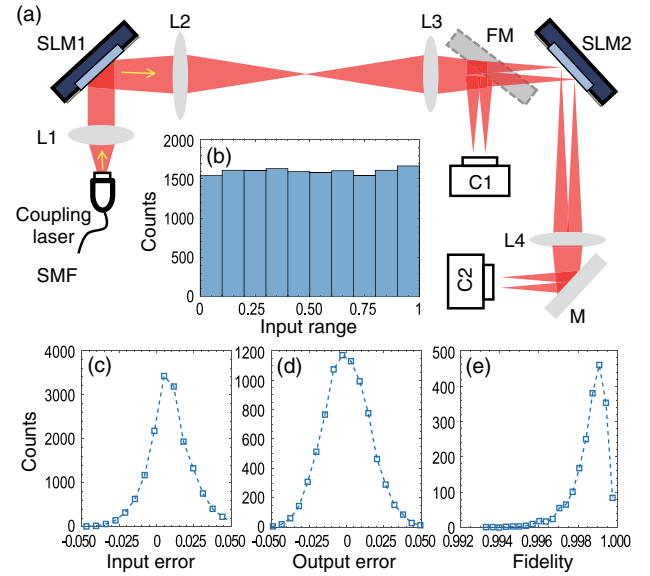 (a)
SLM1
L2
L3
FM
SLM2
L1
Coupling
laser
SMF
C1
L4
C2
M
(b)
2000
1500
1000
500
0
Counts
0 0.25 0.50 0.75 1
Input range
(c)
4000
3000
2000
1000
0
Counts
-0.050 -0.025 0 0.025 0.050
Input error
(d)
1200
1000
800
600
400
200
0
-0.050 -0.025 0 0.025 0.050
Output error
(e)
500
400
300
200
100
0
0.992 0.994 0.996 0.998 1.000
Fidelity